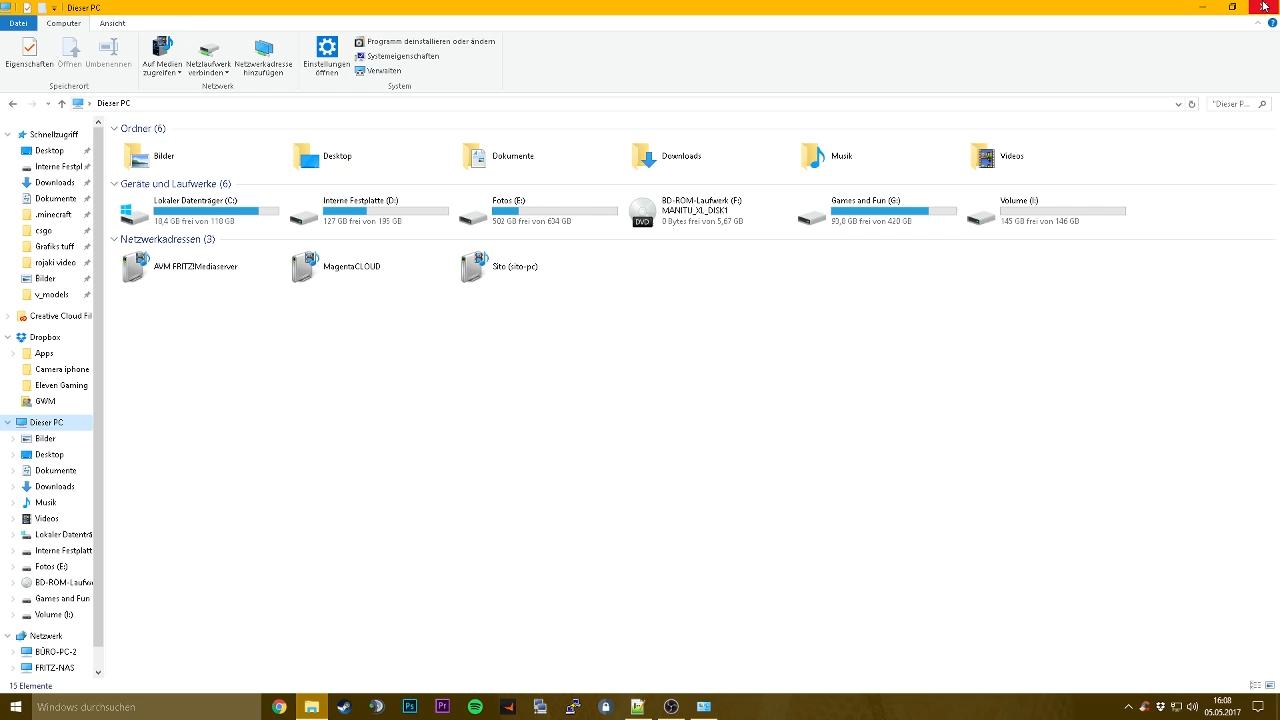 Dieser PC
Datei Computer Ansicht
Eigenschaften Öffnen Umbenennen
Auf Medien zugreifen
Netzlaufwerk verbinden
Netzwerkadresse hinzufügen
Einstellungen öffnen
Programm deinstallieren oder ändern
Systemeigenschaften
Verwalten
Speicherort Netzwerk System
Dieser PC
"Dieser P...
Schnellzugriff
Desktop
Interne Festpl
Downloads
Dokumente
.minecraft
csgo
Grafiks tuff
rojaki video
Bilder
v_models
Creative Cloud Fil
Dropbox
Apps
Camera iphone
Eleven Gaming
GWM
Dieser PC
Bilder
Desktop
Dokumente
Downloads
Musik
Videos
Lokaler Datenträ
Interne Festplatt
Fotos (E:)
BD-ROM-Laufw
Games and Fun
Volume (I:)
Netzwerk
BÜRO-PC-2
FRITZ-NAS
Ordner (6)
Bilder Desktop Dokumente Downloads Musik Videos
Geräte und Laufwerke (6)
Lokaler Datenträger (C:)
18,4 GB frei von 118 GB
Interne Festplatte (D:)
127 GB frei von 195 GB
Fotos (E:)
502 GB frei von 634 GB
BD-ROM-Laufwerk (F:)
MANITU_XL_DISK1
0 Bytes frei von 5,67 GB
DVD
Games and Fun (G:)
93,8 GB frei von 420 GB
Volume (I:)
145 GB frei von 146 GB
Netzwerkadressen (3)
AVM FRITZ!Mediaserver MagentaCLOUD Sito (sito-pc)
15 Elemente
Windows durchsuchen
Ps
Pr
16:08
05.05.2017